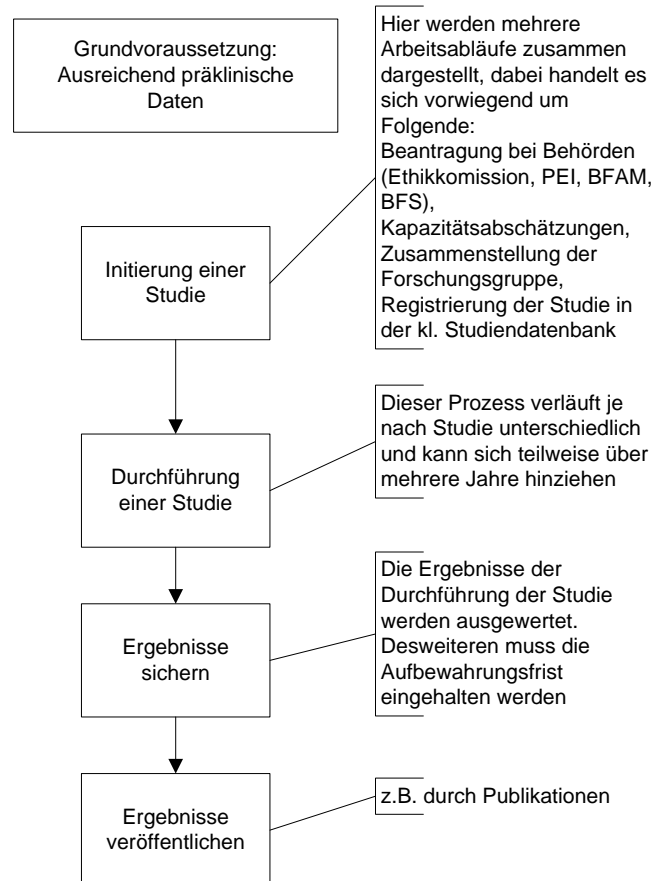 Grundvoraussetzung:
Ausreichend präklinische
Daten
Hier werden mehrere
Arbeitsabläufe zusammen
dargestellt, dabei handelt es
sich vorwiegend um
Folgende:
Beantragung bei Behörden
(Ethikkomission, PEI, BFAM,
BFS),
Kapazitätsabschätzungen,
Zusammenstellung der
Forschungsgruppe,
Registrierung der Studie in
der kl. Studiendatenbank
Initierung einer
Studie
Dieser Prozess verläuft je
nach Studie unterschiedlich
und kann sich teilweise über
mehrere Jahre hinziehen
Durchführung
einer Studie
Die Ergebnisse der
Durchführung der Studie
werden ausgewertet.
Desweiteren muss die
Aufbewahrungsfrist
eingehalten werden
Ergebnisse
sichern
z.B. durch Publikationen
Ergebnisse
veröffentlichen